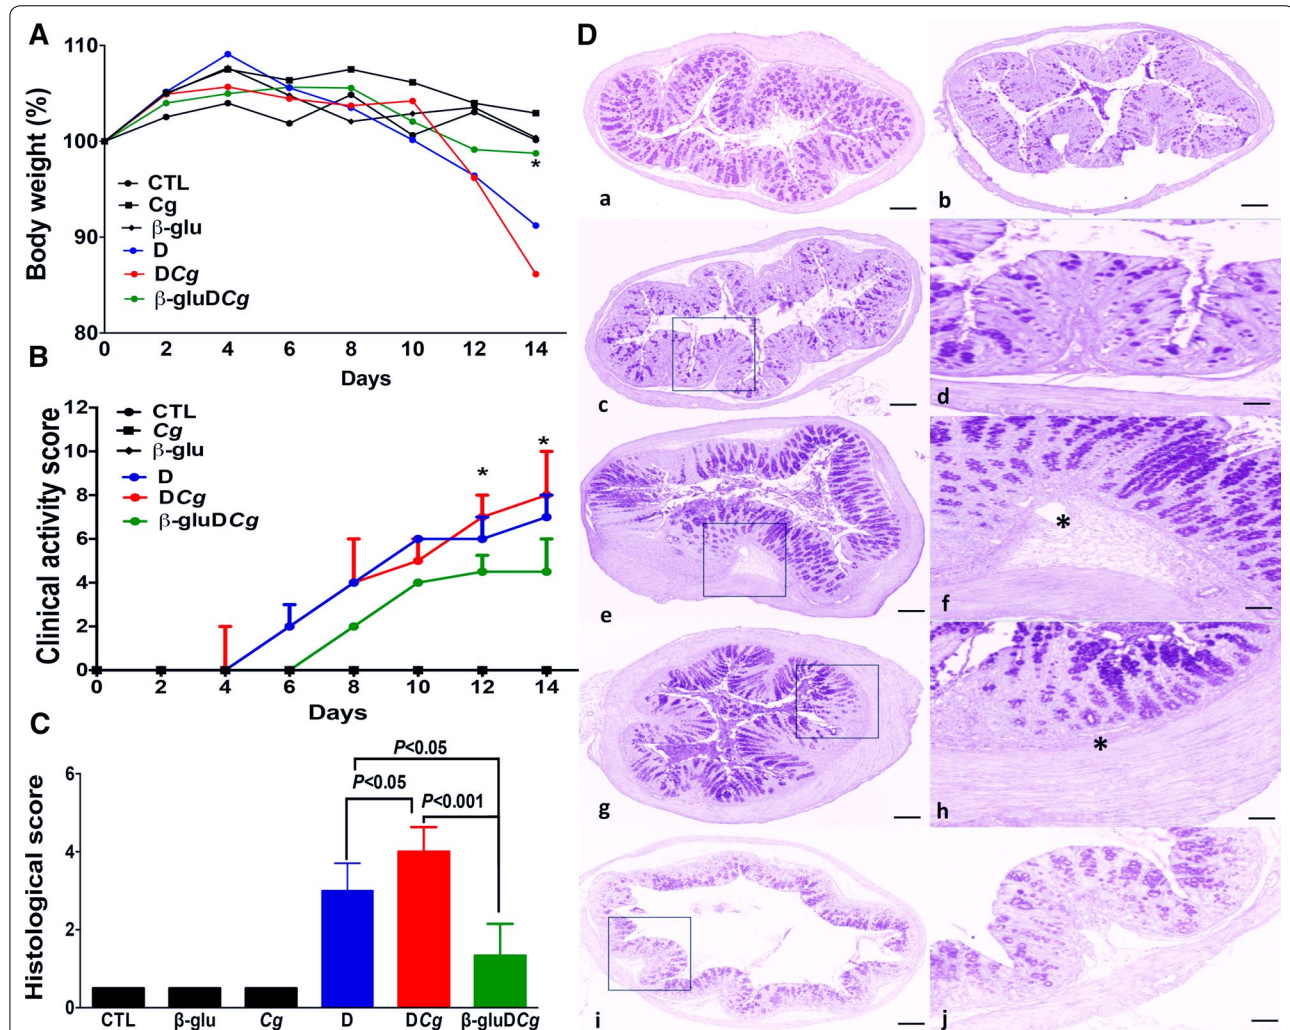 A
110
100
90
80
Body weight (%)
CTL
Cg
β-glu
D
DCg
β-gluDCg
*
0 2 4 6 8 10 12 14
Days
B
12
10
8
6
4
2
0
Clinical activity score
CTL
Cg
β-glu
D
DCg
β-gluDCg
* *
0 2 4 6 8 10 12 14
Days
C
6
4
2
0
Histological score
P<0.05
P<0.05
P<0.001
CTL β-glu Cg D DCg β-gluDCg
D
a b
c d
e f
*
g h
*
i j